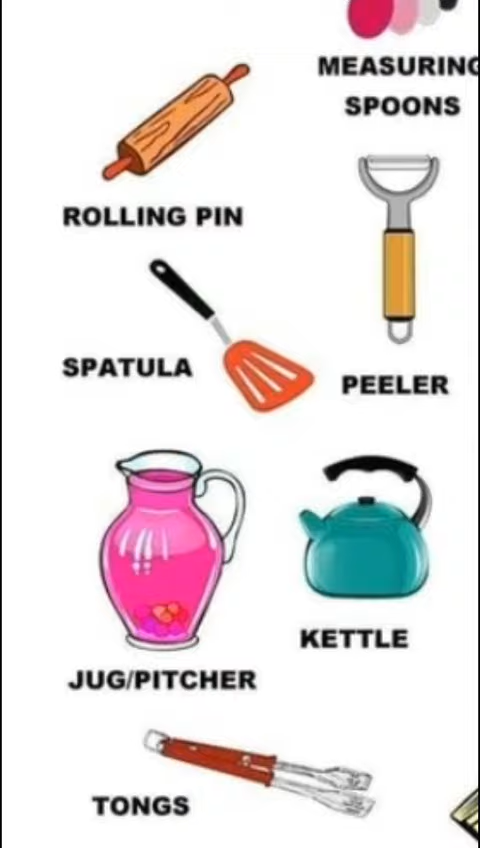 MEASURING
SPOONS
ROLLING PIN
SPATULA
PEELER
KETTLE
JUG/PITCHER
TONGS